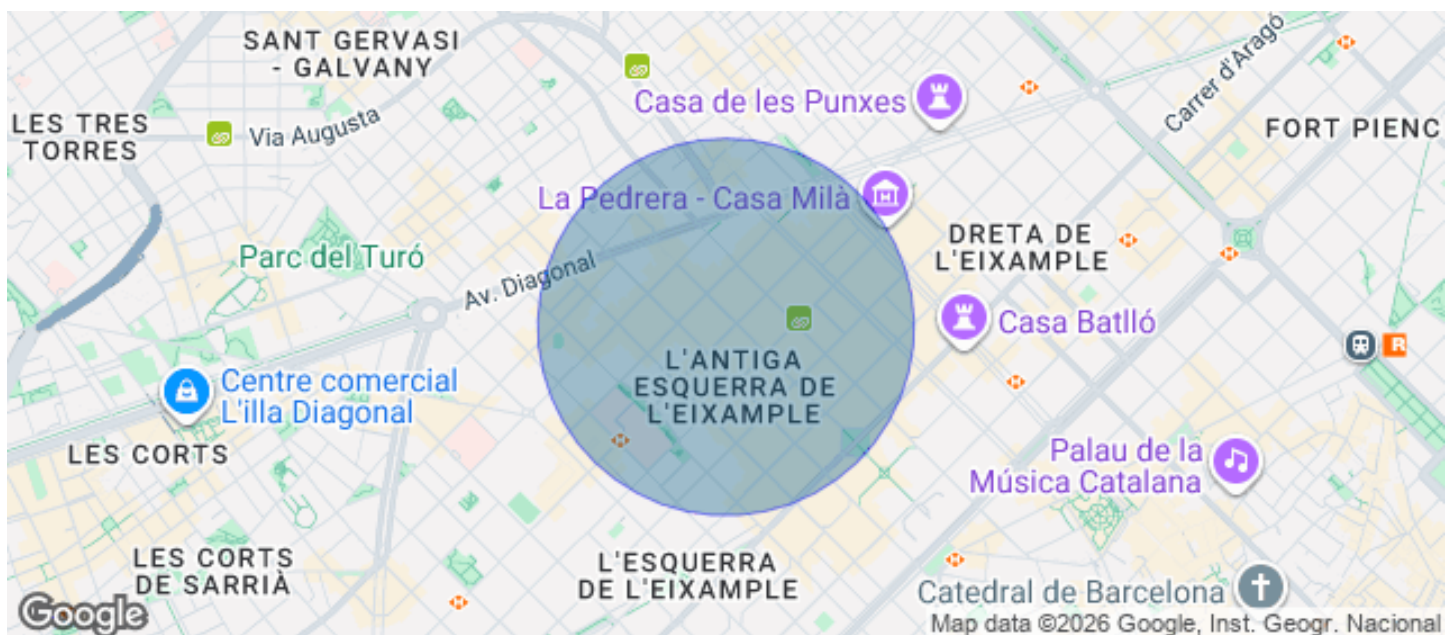 SANT GERVASI
- GALVANY
Casa de les Punxes
Carrer d'Aragó
LES TRES
TORRES
Via Augusta
FORT PIENC
La Pedrera - Casa Milà
DRETA DE
L'EIXAMPLE
Parc del Turó
Av. Diagonal
Casa Batlló
R
L'ANTIGA
ESQUERRA DE
L'EIXAMPLE
Centre comercial
L'illa Diagonal
LES CORTS
Palau de la
Música Catalana
LES CORTS
DE SARRIÀ
L'ESQUERRA
DE L'EIXAMPLE
Catedral de Barcelona
Google
Map data ©2026 Google, Inst. Geogr. Nacional